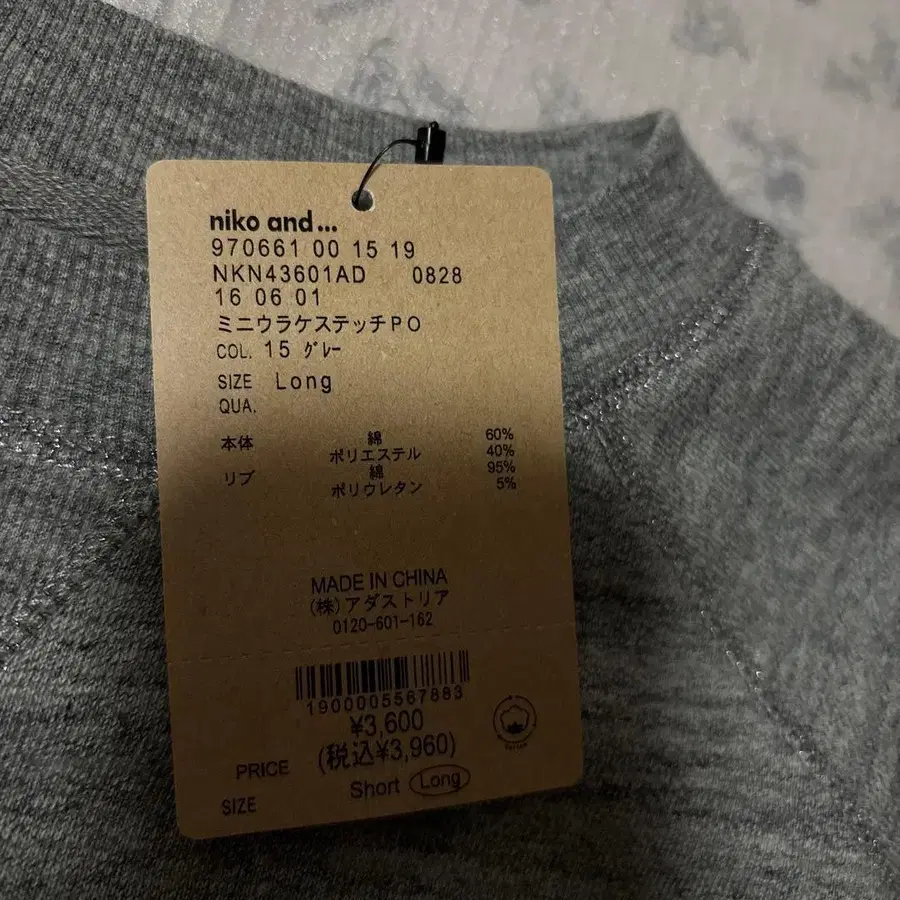 niko and ...
970661 00 15 19
NKN43601AD 0828
16 06 01
ミニウラケステッチPO
COL. 15 グレー
SIZE Long
QUA.
本体 綿 60%
ポリエステル 40%
リブ 綿 95%
ポリウレタン 5%
MADE IN CHINA
(株)アダストリア
0120-601-162
1900005567883
¥3,600
PRICE (税込¥3,960)
SIZE Short Long